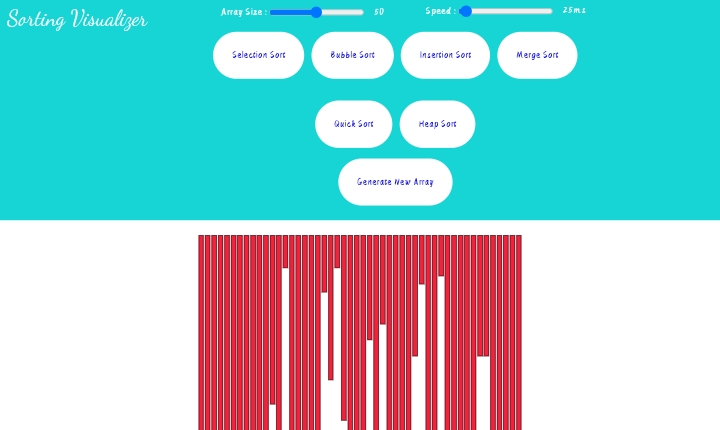 Sorting Visualizer
Array Size : 50 Speed : 25ms
Selection Sort Bubble Sort Insertion Sort Merge Sort
Quick Sort Heap Sort
Generate New Array